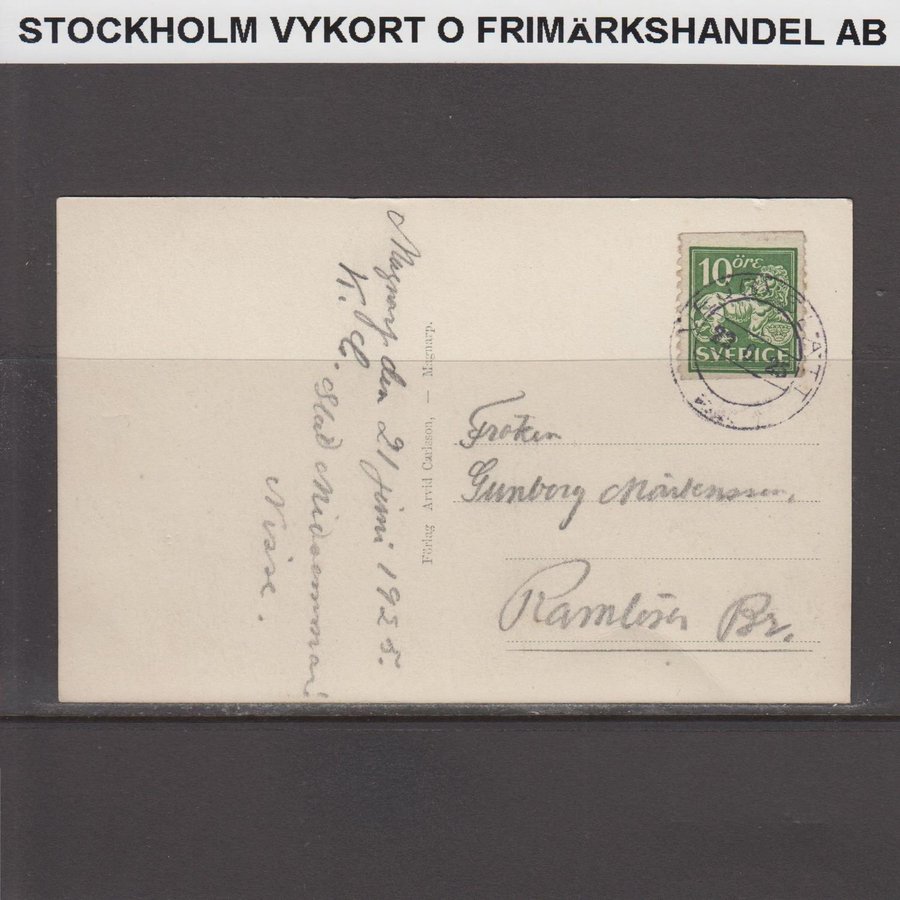 STOCKHOLM VYKORT O FRIMÄRKSHANDEL AB
Magnarp den 21 juni 1925.
K. G.
Glad Midsommar!
Nisse.
Förlag Arvid Carlsson, — Magnarp.
10 öre
SVERIGE
Fröken
Gunborg Mårtensson,
Ramlösa Br.